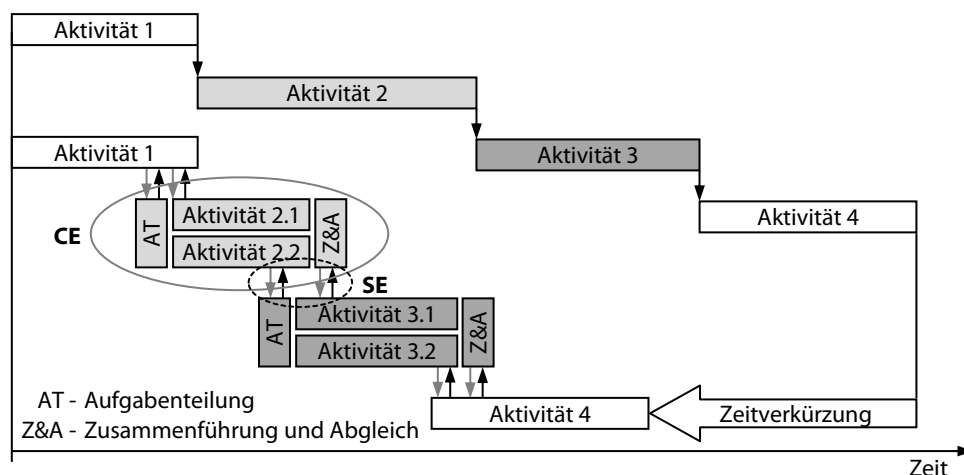 Aktivität 1
Aktivität 2
Aktivität 1
Aktivität 3
Aktivität 4
CE
AT
Aktivität 2.1
Aktivität 2.2
Z&A
SE
AT
Aktivität 3.1
Aktivität 3.2
Z&A
AT - Aufgabenteilung
Aktivität 4
Zeitverkürzung
Z&A - Zusammenführung und Abgleich
Zeit